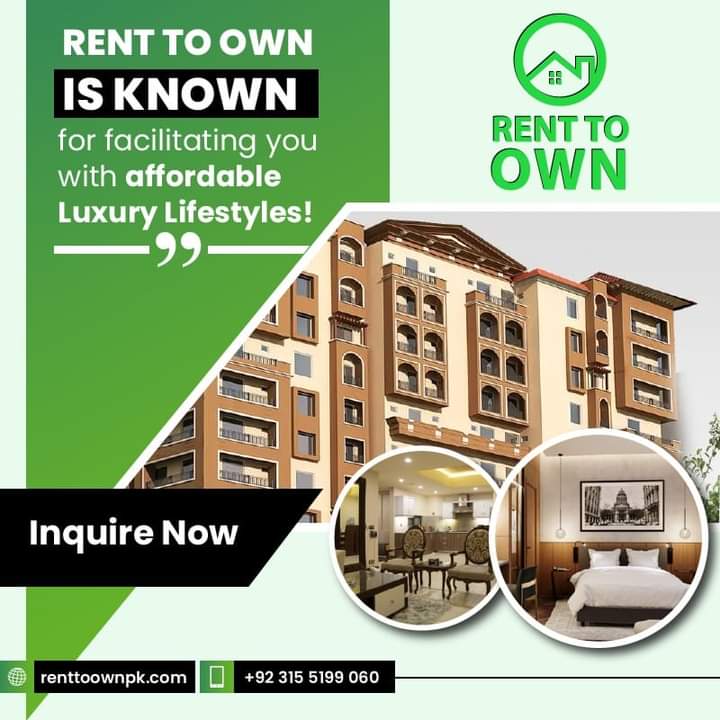 RENT TO OWN
IS KNOWN
for facilitating you
with affordable
Luxury Lifestyles!
”
RENT TO
OWN
Inquire Now
renttoownpk.com
+92 315 5199 060